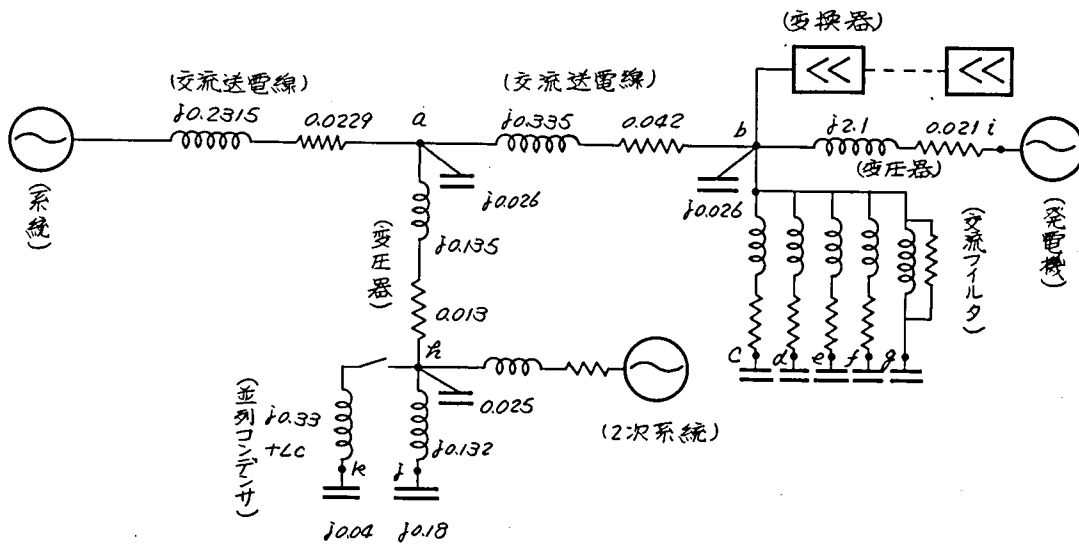 (変換器)
(交流送電線)
(交流送電線)
j0.2315
0.0229
a
j0.335
0.042
b
j2.1
0.021
i
(系統)
j0.026
j0.026
(変圧器)
(発電機)
j0.135
(変圧器)
(交流フィルタ)
0.013
c
d
e
f
g
h
0.025
(2次系統)
(並列コンデンサ)
j0.33
+Lc
j0.132
k
j
j0.04
j0.18